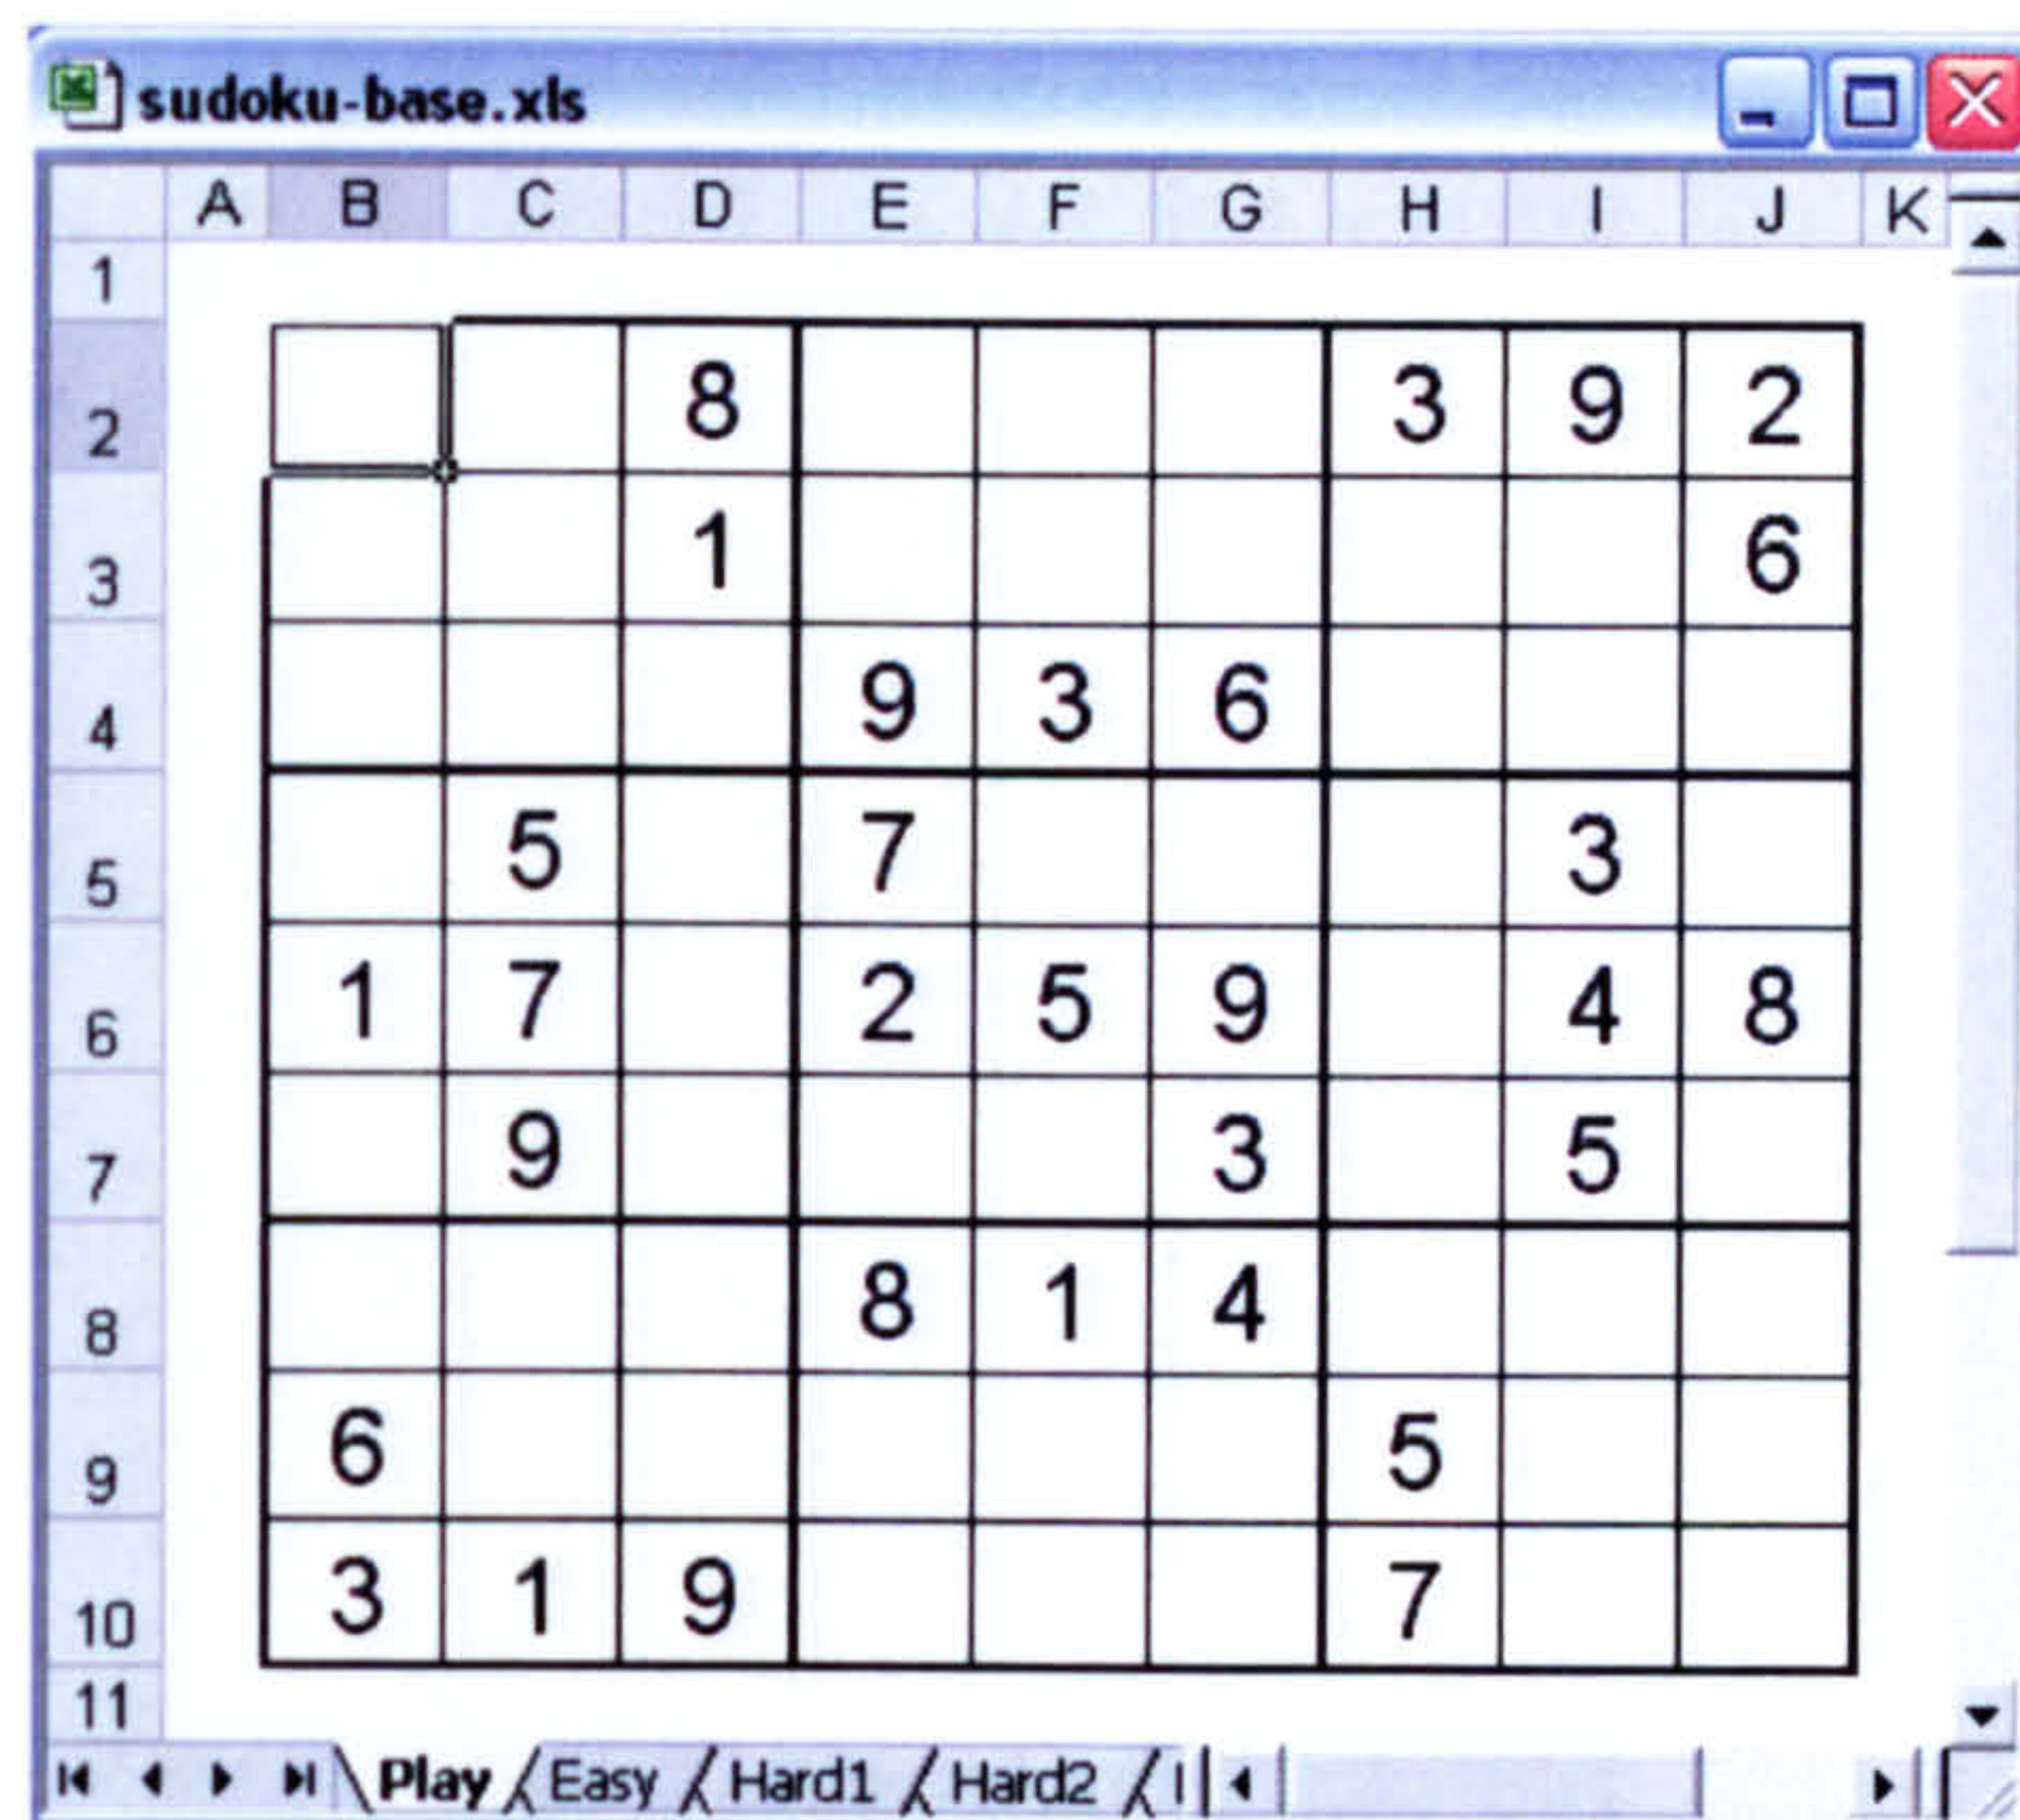 sudoku-base.xls
A B C D E F G H I J K
1
2 8 3 9 2
3 1 6
4 9 3 6
5 5 7 3
6 1 7 2 5 9 4 8
7 9 3 5
8 8 1 4
9 6 5
10 3 1 9 7
11
Play Easy Hard1 Hard2